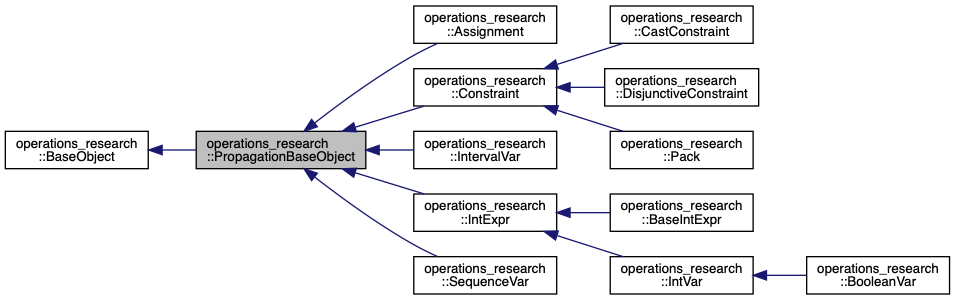 operations_research
::BaseObject
operations_research
::PropagationBaseObject
operations_research
::Assignment
operations_research
::Constraint
operations_research
::CastConstraint
operations_research
::DisjunctiveConstraint
operations_research
::Pack
operations_research
::IntervalVar
operations_research
::IntExpr
operations_research
::BaseIntExpr
operations_research
::IntVar
operations_research
::BooleanVar
operations_research
::SequenceVar